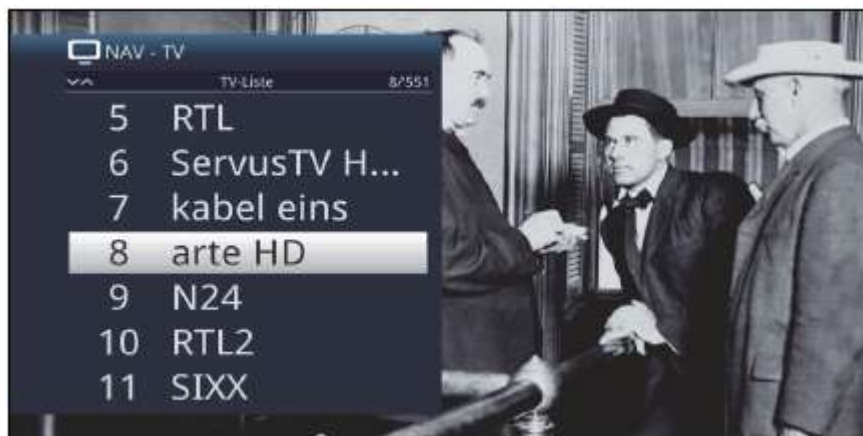 NAV - TV
TV-Liste 8/551
5 RTL
6 ServusTV H...
7 kabel eins
8 arte HD
9 N24
10 RTL2
11 SIXX